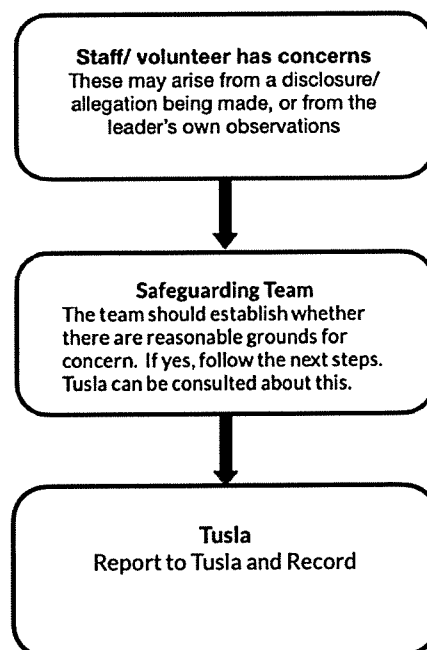 Staff/ volunteer has concerns
These may arise from a disclosure/
allegation being made, or from the
leader's own observations
Safeguarding Team
The team should establish whether
there are reasonable grounds for
concern. If yes, follow the next steps.
Tusla can be consulted about this.
Tusla
Report to Tusla and Record